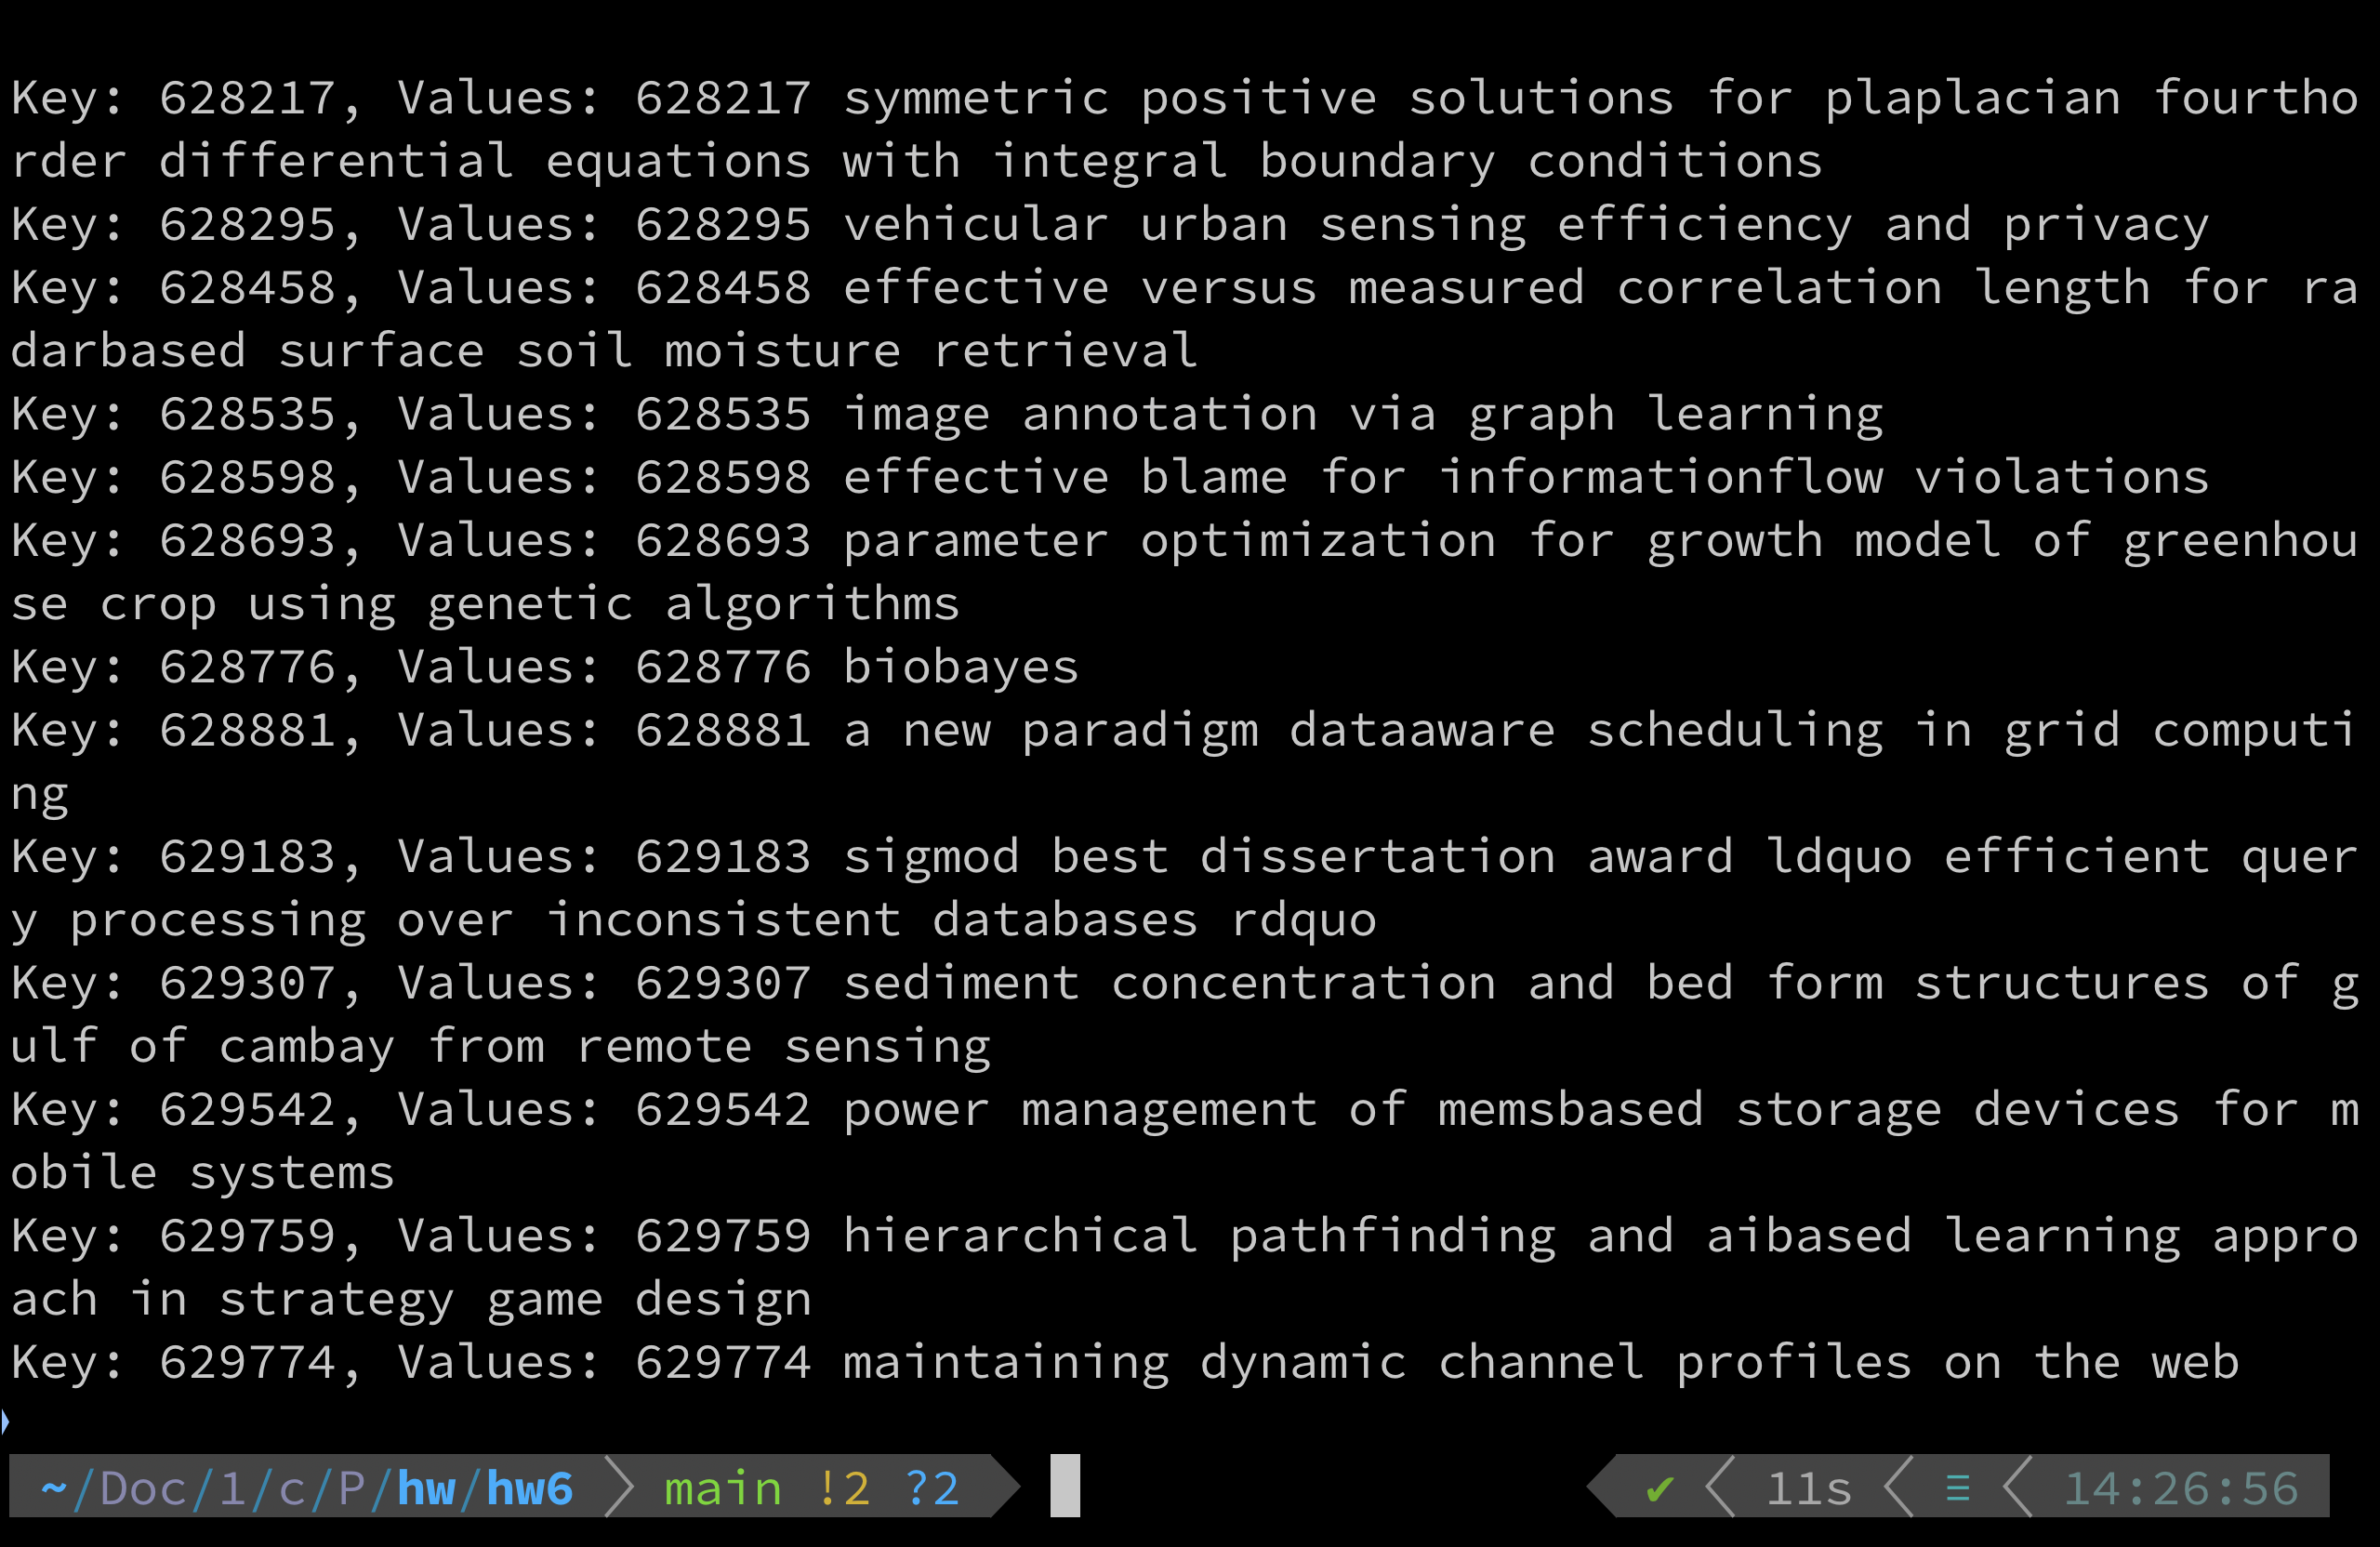 Key: 628217, Values: 628217 symmetric positive solutions for plaplacian fourtho
rder differential equations with integral boundary conditions
Key: 628295, Values: 628295 vehicular urban sensing efficiency and privacy
Key: 628458, Values: 628458 effective versus measured correlation length for ra
darbased surface soil moisture retrieval
Key: 628535, Values: 628535 image annotation via graph learning
Key: 628598, Values: 628598 effective blame for informationflow violations
Key: 628693, Values: 628693 parameter optimization for growth model of greenhou
se crop using genetic algorithms
Key: 628776, Values: 628776 biobayes
Key: 628881, Values: 628881 a new paradigm dataaware scheduling in grid computi
ng
Key: 629183, Values: 629183 sigmod best dissertation award ldquo efficient quer
y processing over inconsistent databases rdquo
Key: 629307, Values: 629307 sediment concentration and bed form structures of g
ulf of cambay from remote sensing
Key: 629542, Values: 629542 power management of memsbased storage devices for m
obile systems
Key: 629759, Values: 629759 hierarchical pathfinding and aibased learning appro
ach in strategy game design
Key: 629774, Values: 629774 maintaining dynamic channel profiles on the web
~/Doc/1/c/P/hw/hw6 main !2 ?2 ✔ 11s ≡ 14:26:56